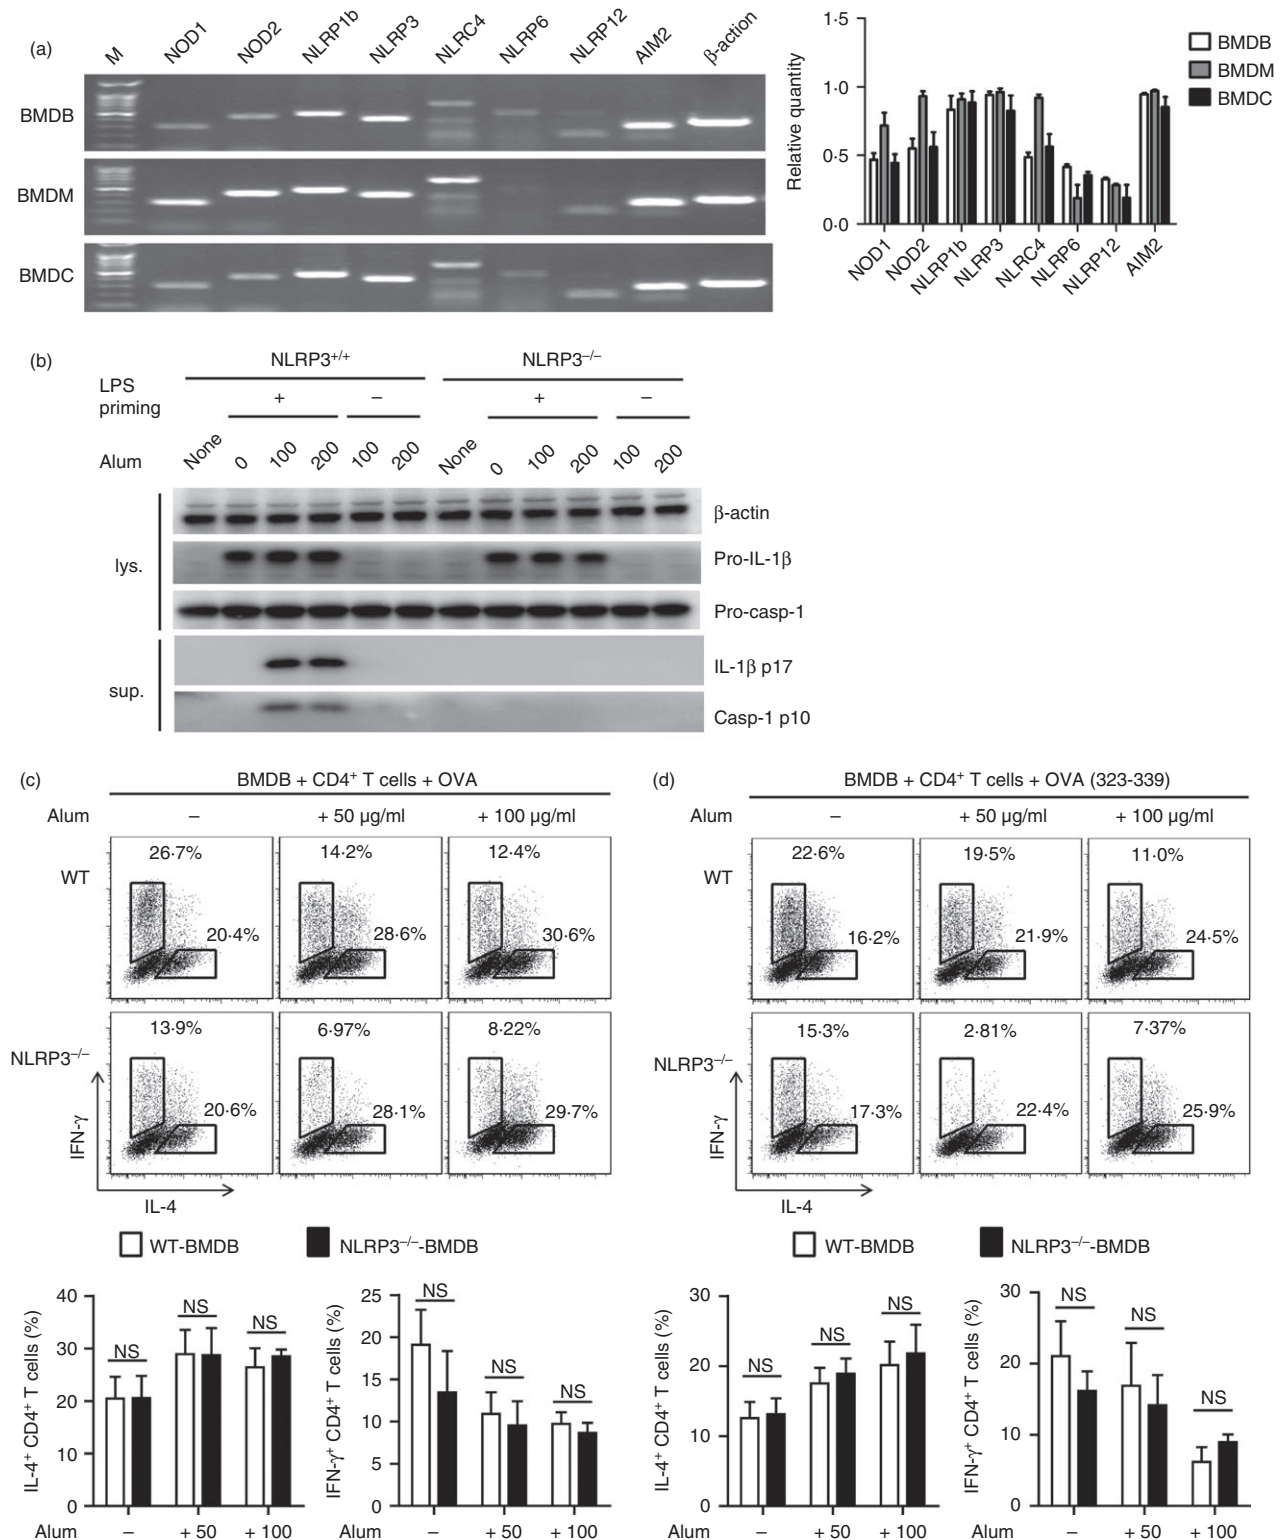 (a)
M NOD1 NOD2 NLRP1b NLRP3 NLRC4 NLRP6 NLRP12 AIM2 β-action
BMDB
BMDM
BMDC
1·5
1·0
0·5
0·0
Relative quantity
BMDB
BMDM
BMDC
NOD1 NOD2 NLRP1b NLRP3 NLRC4 NLRP6 NLRP12 AIM2
(b)
NLRP3+/+ NLRP3–/–
LPS
priming
+ – + –
Alum None 0 100 200 100 200 None 0 100 200 100 200
lys.
β-actin
Pro-IL-1β
Pro-casp-1
sup.
IL-1β p17
Casp-1 p10
(c)
BMDB + CD4+ T cells + OVA
Alum – + 50 μg/ml + 100 μg/ml
WT
26·7% 14·2% 12·4%
20·4% 28·6% 30·6%
NLRP3–/–
13·9% 6·97% 8·22%
20·6% 28·1% 29·7%
IFN-γ
IL-4
WT-BMDB NLRP3–/–-BMDB
IL-4+ CD4+ T cells (%)
40
30
20
10
0
NS NS NS
Alum – + 50 + 100
IFN-γ+ CD4+ T cells (%)
25
20
15
10
5
0
NS NS NS
Alum – + 50 + 100
(d)
BMDB + CD4+ T cells + OVA (323-339)
Alum – + 50 μg/ml + 100 μg/ml
WT
22·6% 19·5% 11·0%
16·2% 21·9% 24·5%
NLRP3–/–
15·3% 2·81% 7·37%
17·3% 22·4% 25·9%
IFN-γ
IL-4
WT-BMDB NLRP3–/–-BMDB
IL-4+ CD4+ T cells (%)
30
20
10
0
NS NS NS
Alum – + 50 + 100
IFN-γ+ CD4+ T cells (%)
30
20
10
0
NS NS NS
Alum – + 50 + 100